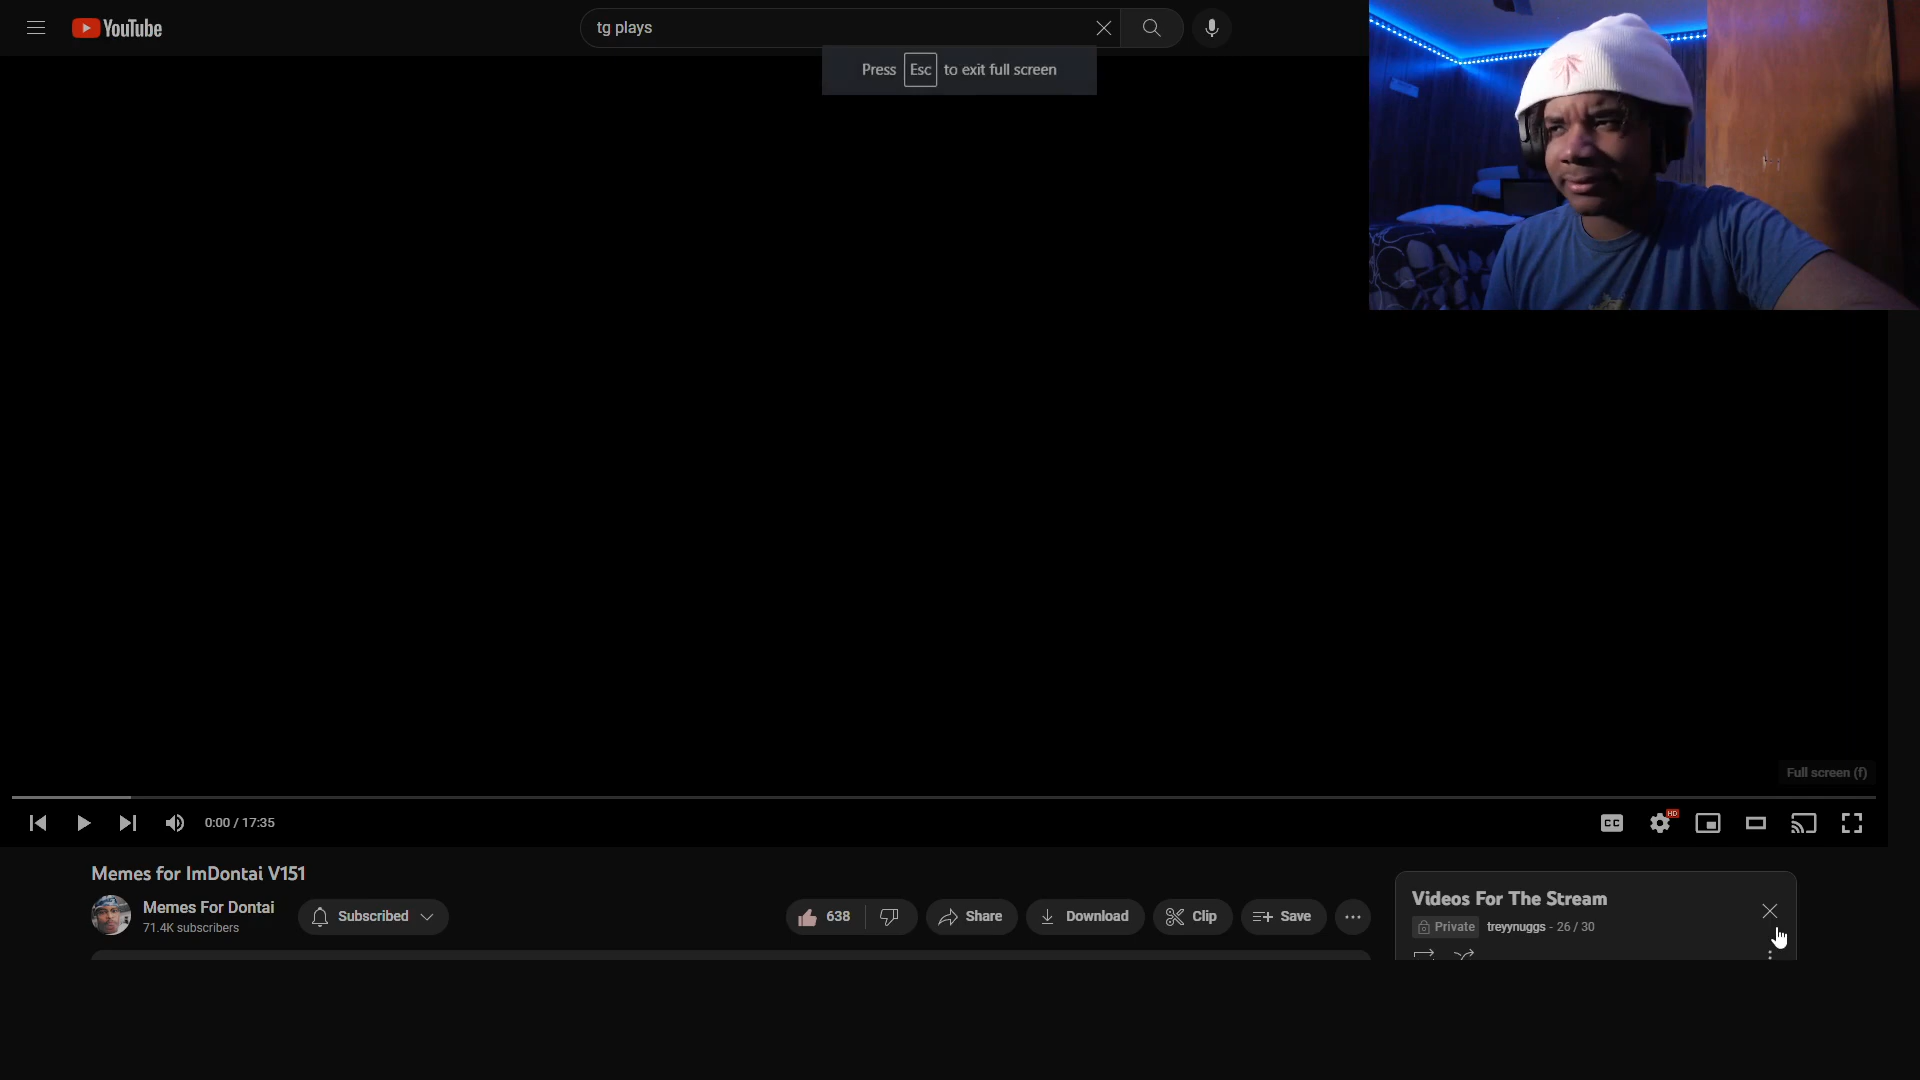 YouTube
tg plays
Press Esc to exit full screen
Full screen (f)
0:00 / 17:35
CC
HD
Memes for ImDontai V151
Memes For Dontai
71.4K subscribers
Subscribed
638
Share
Download
Clip
Save
Videos For The Stream
Private treyynuggs - 26 / 30